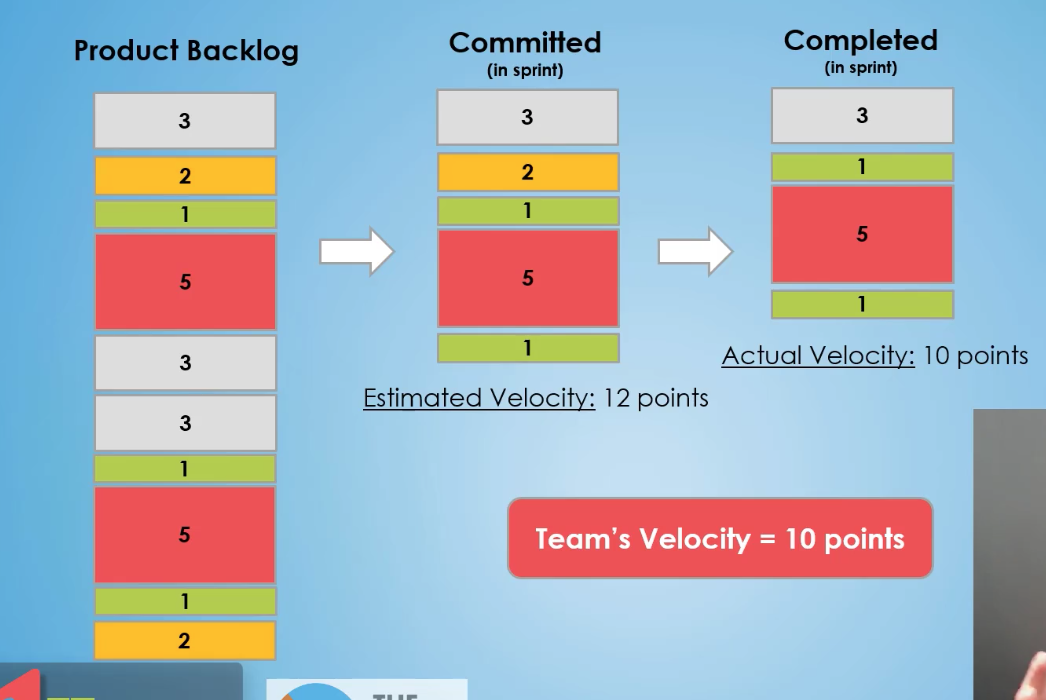 Product Backlog
3
2
1
5
3
3
1
5
1
2
Committed
(in sprint)
3
2
1
5
1
Estimated Velocity: 12 points
Completed
(in sprint)
3
1
5
1
Actual Velocity: 10 points
Team's Velocity = 10 points
THE